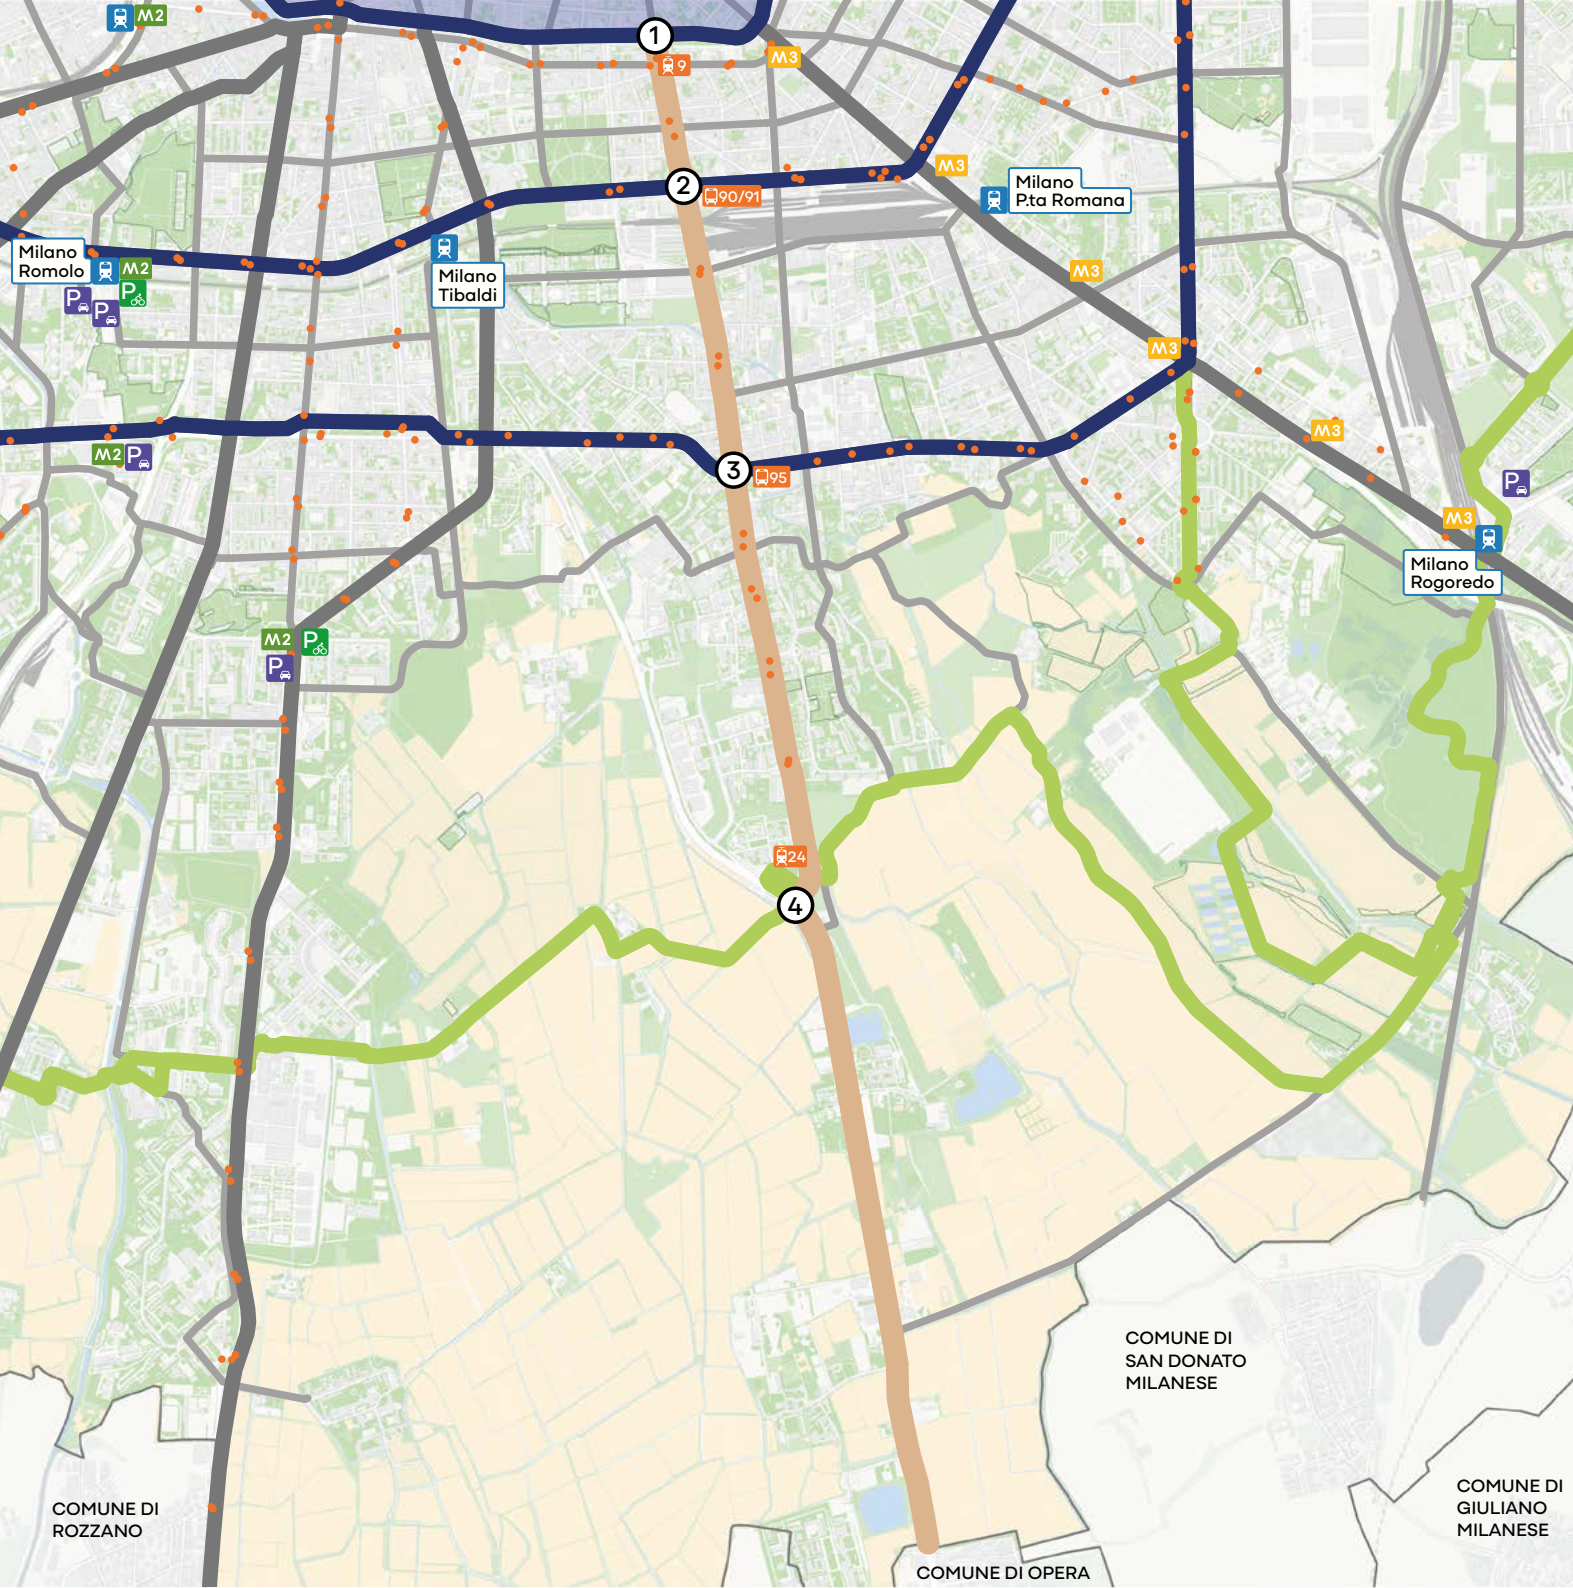 M2
1
9
M3
M3
Milano
P.ta Romana
2
90/91
Milano
Romolo
M2
P
P
P
Milano
Tibaldi
M3
M3
M3
M2
P
3
95
P
M3
Milano
Rogoredo
M2
P
P
24
4
COMUNE DI
SAN DONATO
MILANESE
COMUNE DI
ROZZANO
COMUNE DI
GIULIANO
MILANESE
COMUNE DI OPERA